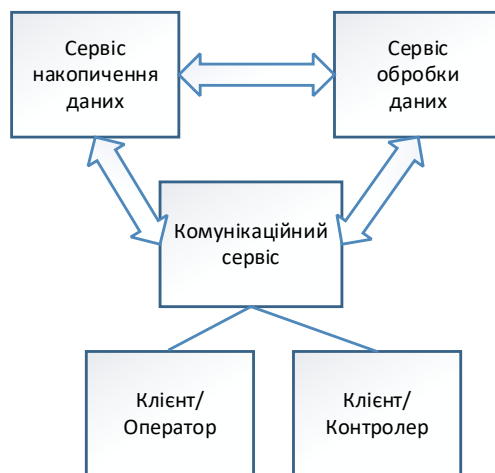 Сервіс
накопичення
даних
Сервіс
обробки
даних
Комунікаційний
сервіс
Клієнт/
Оператор
Клієнт/
Контролер